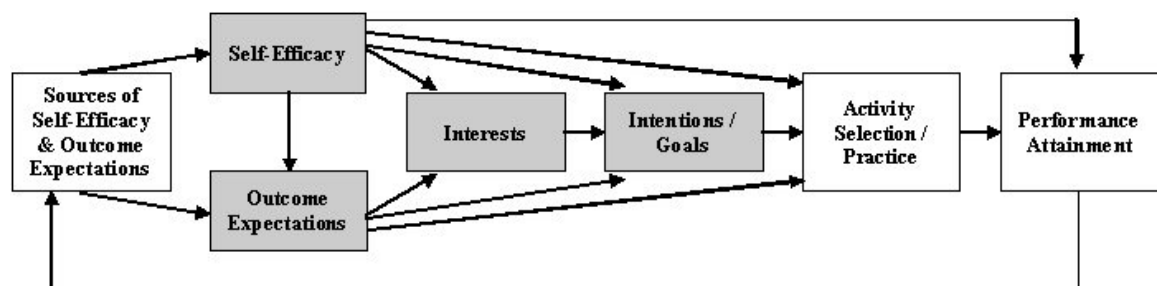 Sources of
Self-Efficacy
& Outcome
Expectations
Self-Efficacy
Outcome
Expectations
Interests
Intentions /
Goals
Activity
Selection /
Practice
Performance
Attainment